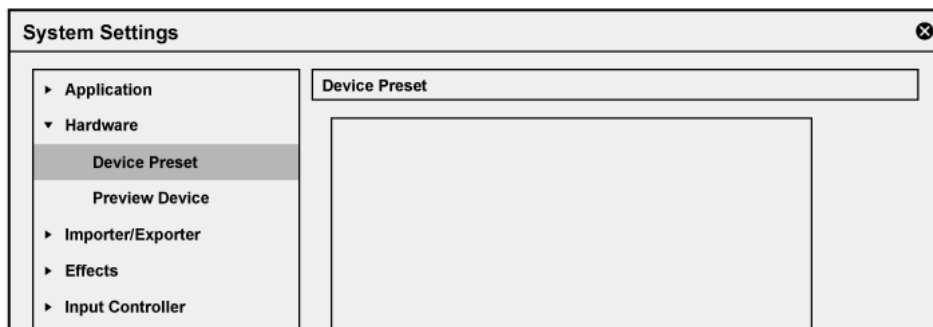 System Settings
Application
Device Preset
Hardware
Device Preset
Preview Device
Importer/Exporter
Effects
Input Controller